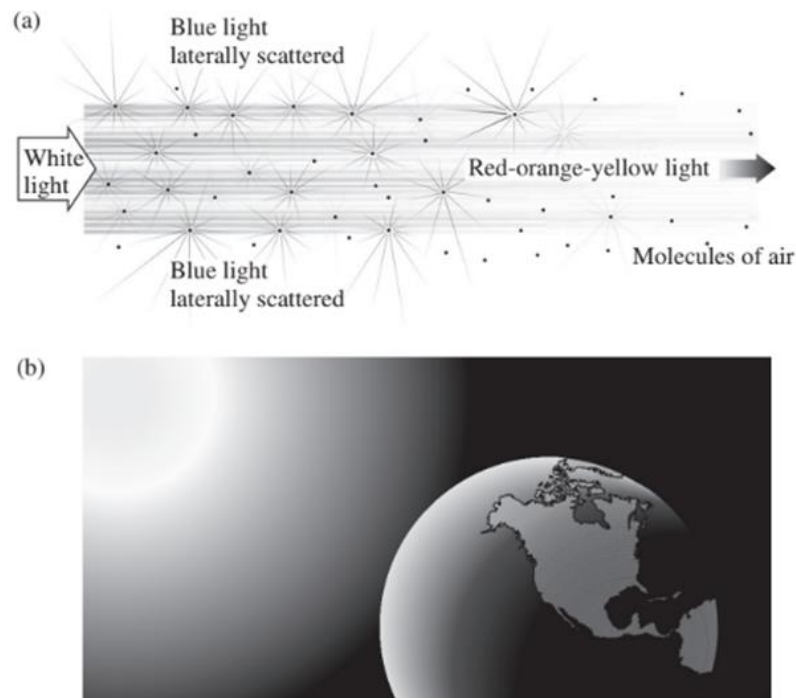 (a)
Blue light
laterally scattered
White
light
Red-orange-yellow light
Molecules of air
Blue light
laterally scattered
(b)